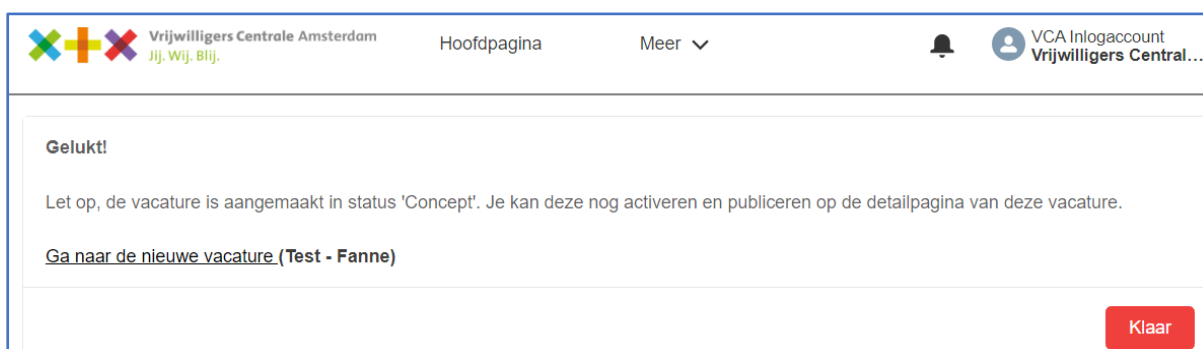 Vrijwilligers Centrale Amsterdam
Jij. Wij. Blij.
Hoofdpagina
Meer
VCA Inlogaccount
Vrijwilligers Central...
Gelukt!
Let op, de vacature is aangemaakt in status 'Concept'. Je kan deze nog activeren en publiceren op de detailpagina van deze vacature.
Ga naar de nieuwe vacature (Test - Fanne)
Klaar